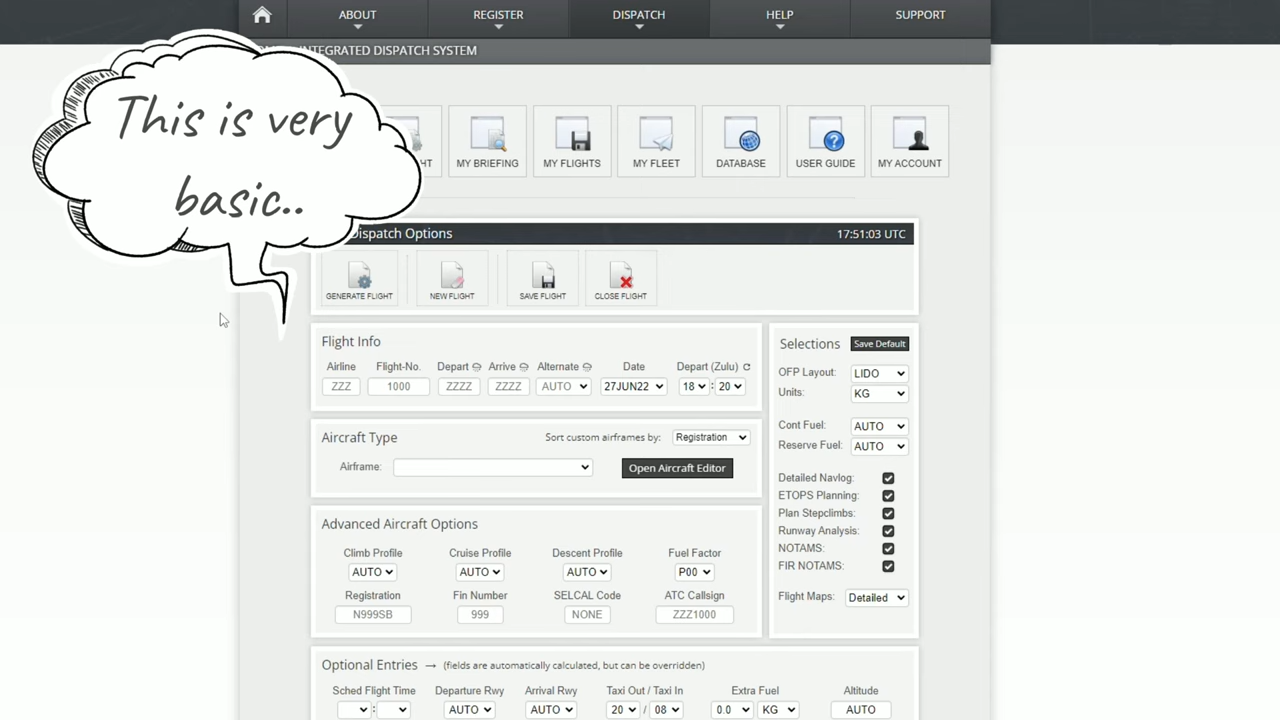 ABOUT REGISTER DISPATCH HELP SUPPORT
INTEGRATED DISPATCH SYSTEM
This is very
basic..
MY BRIEFING MY FLIGHTS MY FLEET DATABASE USER GUIDE MY ACCOUNT
Dispatch Options 17:51:03 UTC
GENERATE FLIGHT NEW FLIGHT SAVE FLIGHT CLOSE FLIGHT
Flight Info
Airline Flight-No. Depart Arrive Alternate Date Depart (Zulu)
ZZZ 1000 ZZZZ ZZZZ AUTO 27JUN22 18 : 20
Aircraft Type Sort custom airframes by: Registration
Airframe: Open Aircraft Editor
Advanced Aircraft Options
Climb Profile Cruise Profile Descent Profile Fuel Factor
AUTO AUTO AUTO P00
Registration Fin Number SELCAL Code ATC Callsign
N999SB 999 NONE ZZZ1000
Selections Save Default
OFP Layout: LIDO
Units: KG
Cont Fuel: AUTO
Reserve Fuel: AUTO
Detailed Navlog:
ETOPS Planning:
Plan Stepclimbs:
Runway Analysis:
NOTAMS:
FIR NOTAMS:
Flight Maps: Detailed
Optional Entries → (fields are automatically calculated, but can be overridden)
Sched Flight Time Departure Rwy Arrival Rwy Taxi Out / Taxi In Extra Fuel Altitude
: AUTO AUTO 20 / 08 0.0 KG AUTO